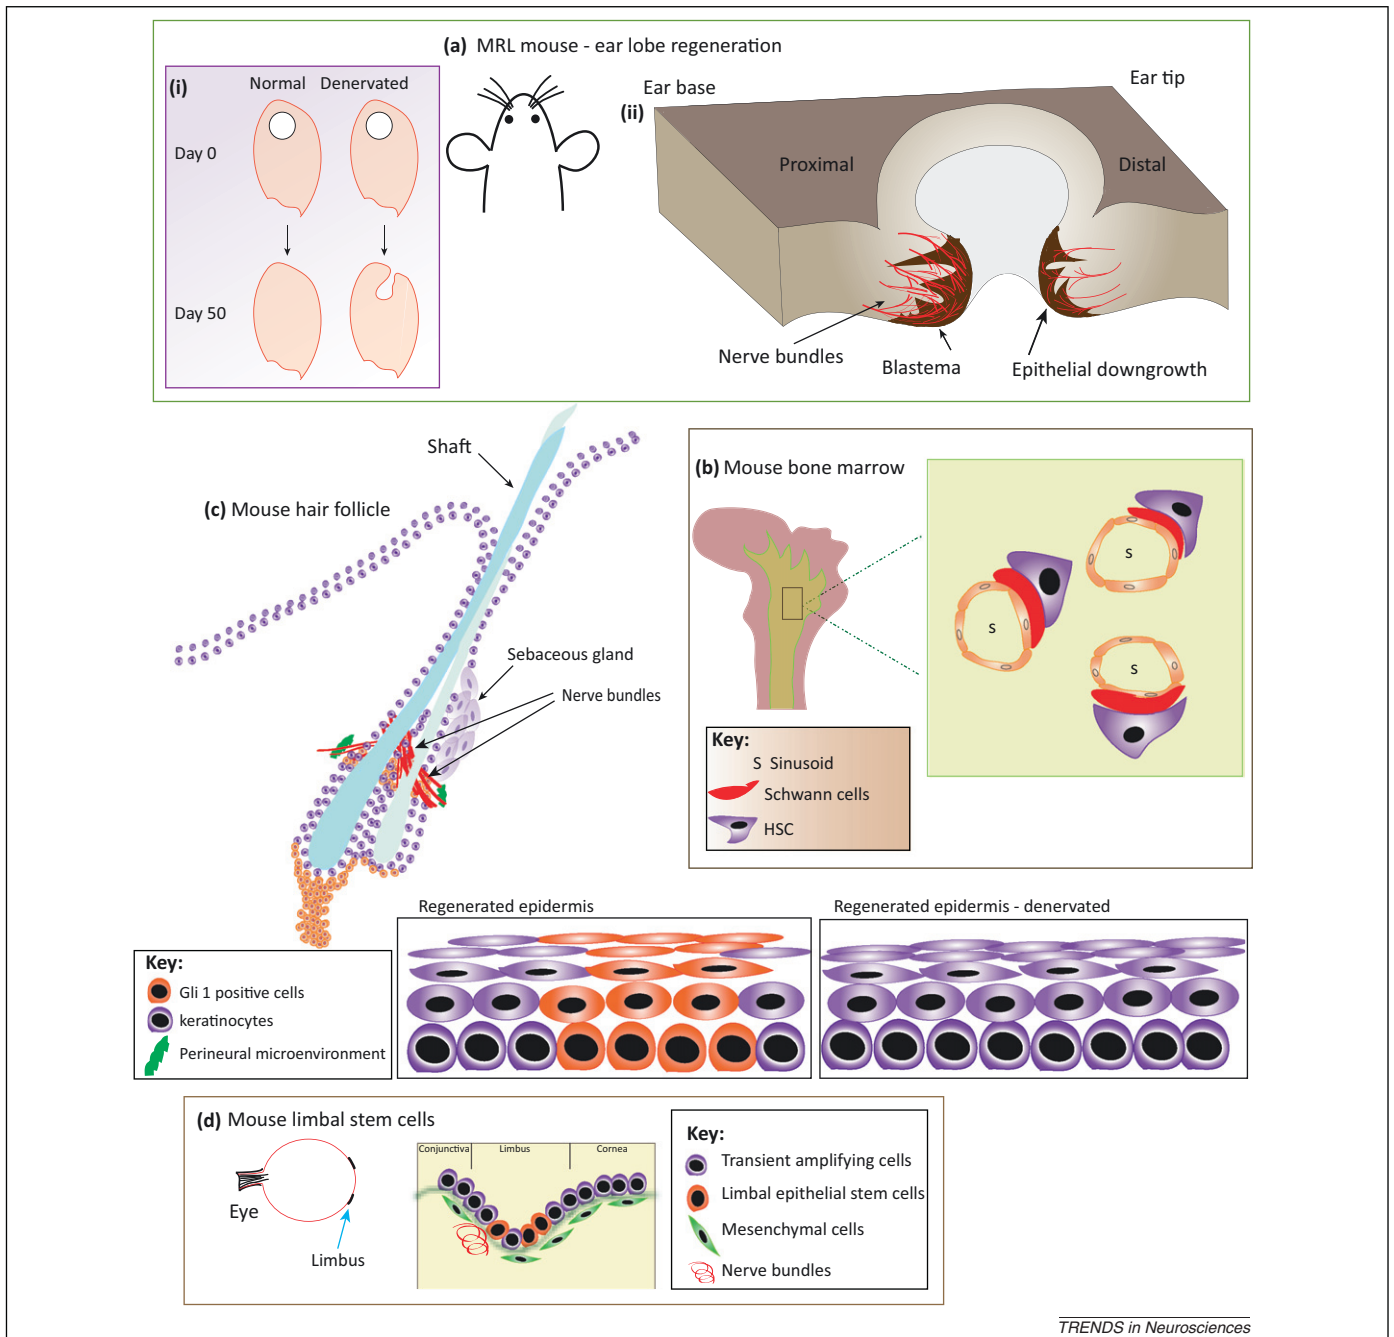 (a) MRL mouse - ear lobe regeneration
(i)
Normal Denervated
Day 0
Day 50
(ii)
Ear base
Ear tip
Proximal
Distal
Nerve bundles
Blastema
Epithelial downgrowth
(b) Mouse bone marrow
S
S
S
Key:
S Sinusoid
Schwann cells
HSC
(c) Mouse hair follicle
Shaft
Sebaceous gland
Nerve bundles
Key:
Gli 1 positive cells
keratinocytes
Perineural microenvironment
Regenerated epidermis
Regenerated epidermis - denervated
(d) Mouse limbal stem cells
Eye
Limbus
Conjunctiva Limbus Cornea
Key:
Transient amplifying cells
Limbal epithelial stem cells
Mesenchymal cells
Nerve bundles
TRENDS in Neurosciences